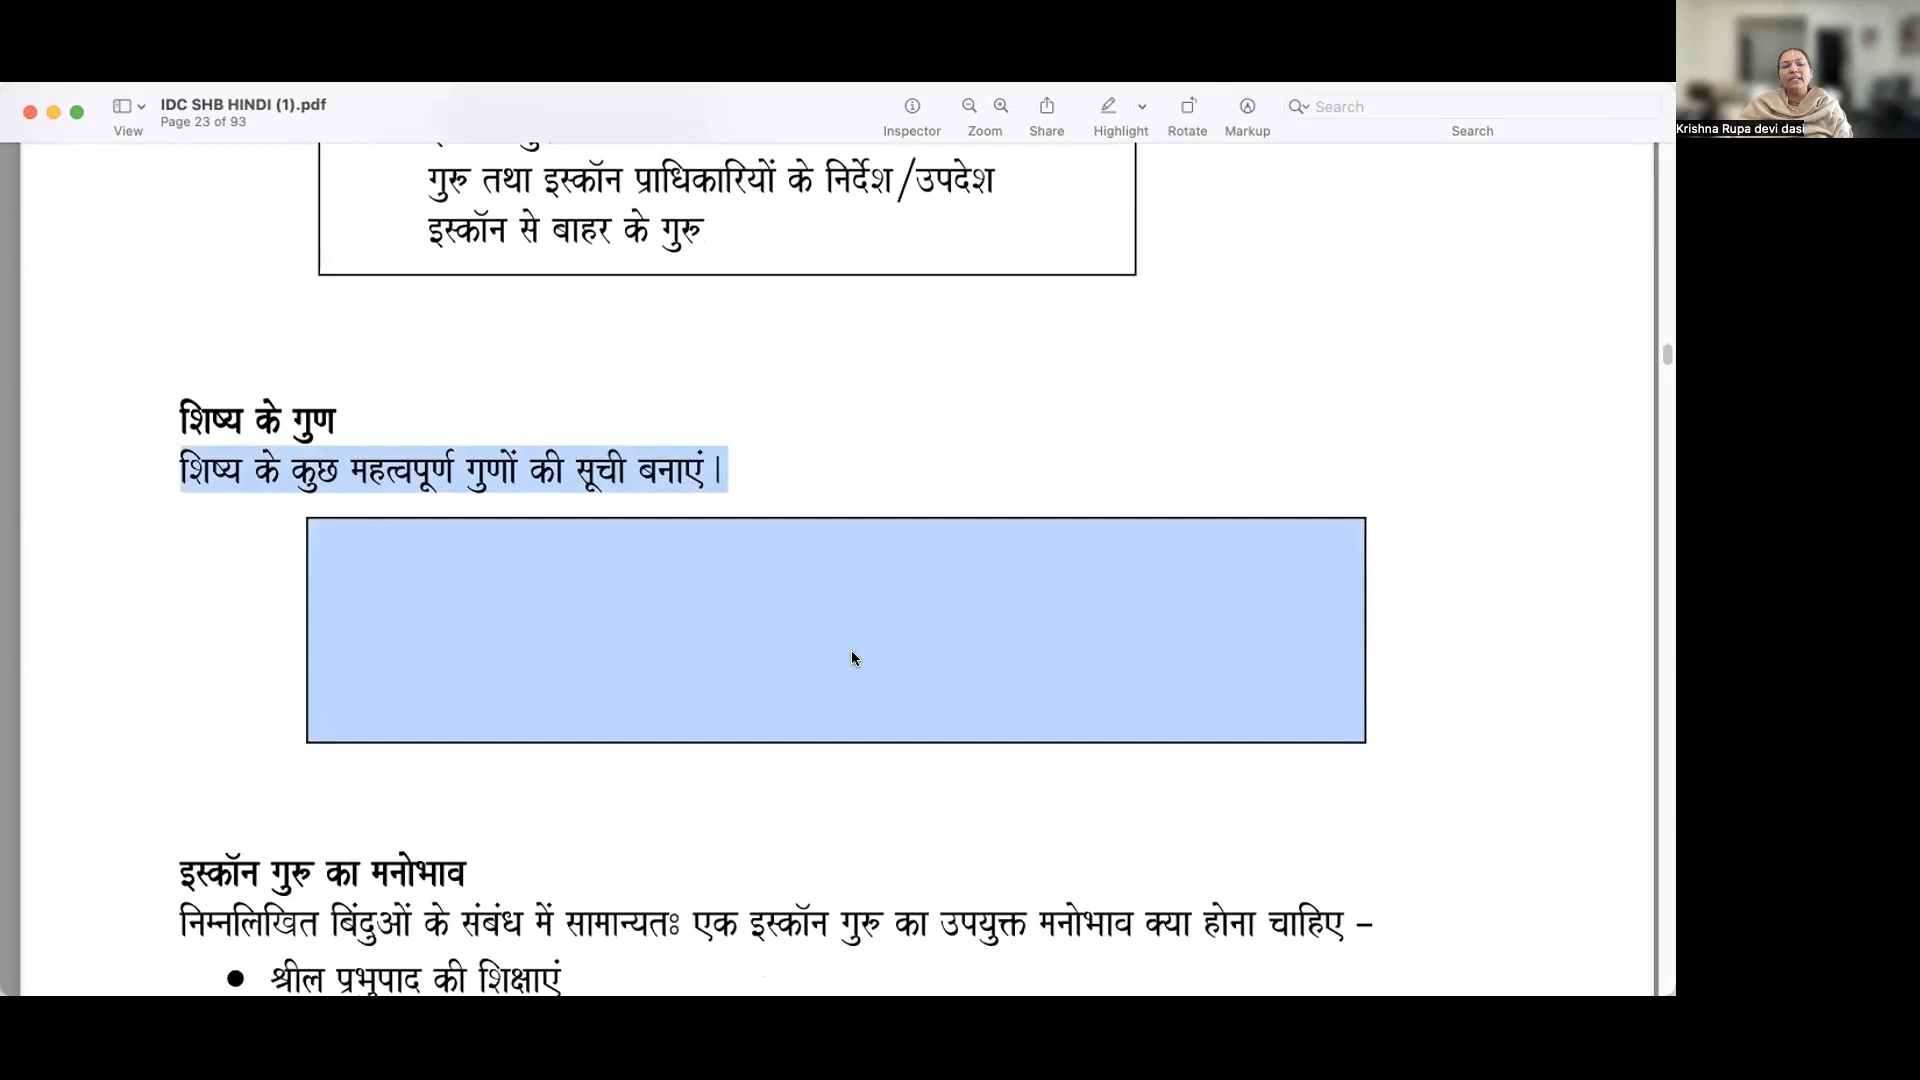 Krishna Rupa devi dasi
IDC SHB HINDI (1).pdf
Page 23 of 93
View
Inspector
Zoom
Share
Highlight
Rotate
Markup
Search
Search
गुरु तथा इस्कॉन प्राधिकारियों के निर्देश/उपदेश
इस्कॉन से बाहर के गुरु
शिष्य के गुण
शिष्य के कुछ महत्वपूर्ण गुणों की सूची बनाएं।
इस्कॉन गुरु का मनोभाव
निम्नलिखित बिंदुओं के संबंध में सामान्यतः एक इस्कॉन गुरु का उपयुक्त मनोभाव क्या होना चाहिए –
● श्रील प्रभुपाद की शिक्षाएं